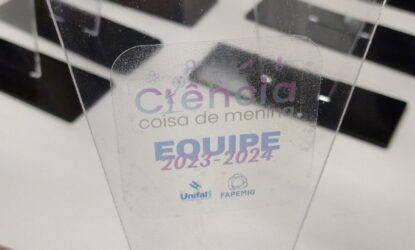 Ciência
coisa de menina
EQUIPE
2023-2024
Unifal
FAPEMIG